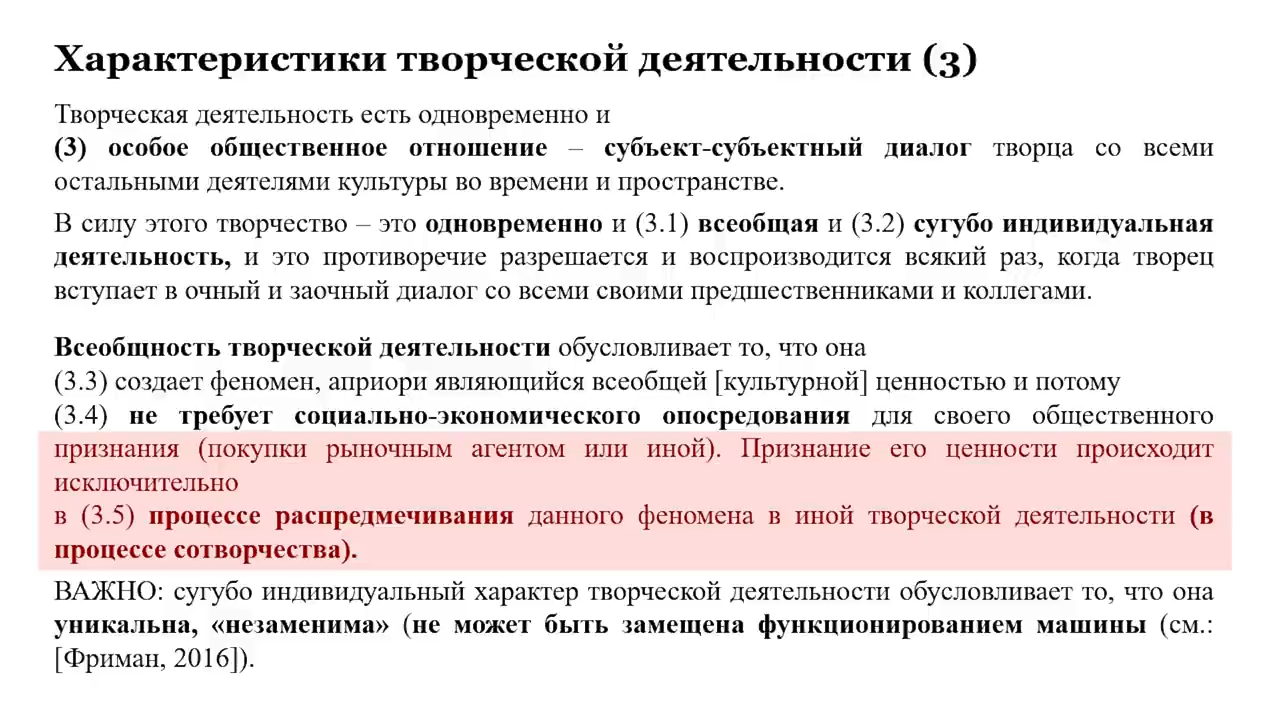 Характеристики творческой деятельности (3)
Творческая деятельность есть одновременно и
(3) особое общественное отношение – субъект-субъектный диалог творца со всеми
остальными деятелями культуры во времени и пространстве.
В силу этого творчество – это одновременно и (3.1) всеобщая и (3.2) сугубо индивидуальная
деятельность, и это противоречие разрешается и воспроизводится всякий раз, когда творец
вступает в очный и заочный диалог со всеми своими предшественниками и коллегами.
Всеобщность творческой деятельности обусловливает то, что она
(3.3) создает феномен, априори являющийся всеобщей [культурной] ценностью и потому
(3.4) не требует социально-экономического опосредования для своего общественного
признания (покупки рыночным агентом или иной). Признание его ценности происходит
исключительно
в (3.5) процессе распредмечивания данного феномена в иной творческой деятельности (в
процессе сотворчества).
ВАЖНО: сугубо индивидуальный характер творческой деятельности обусловливает то, что она
уникальна, «незаменима» (не может быть замещена функционированием машины (см.:
[Фриман, 2016]).